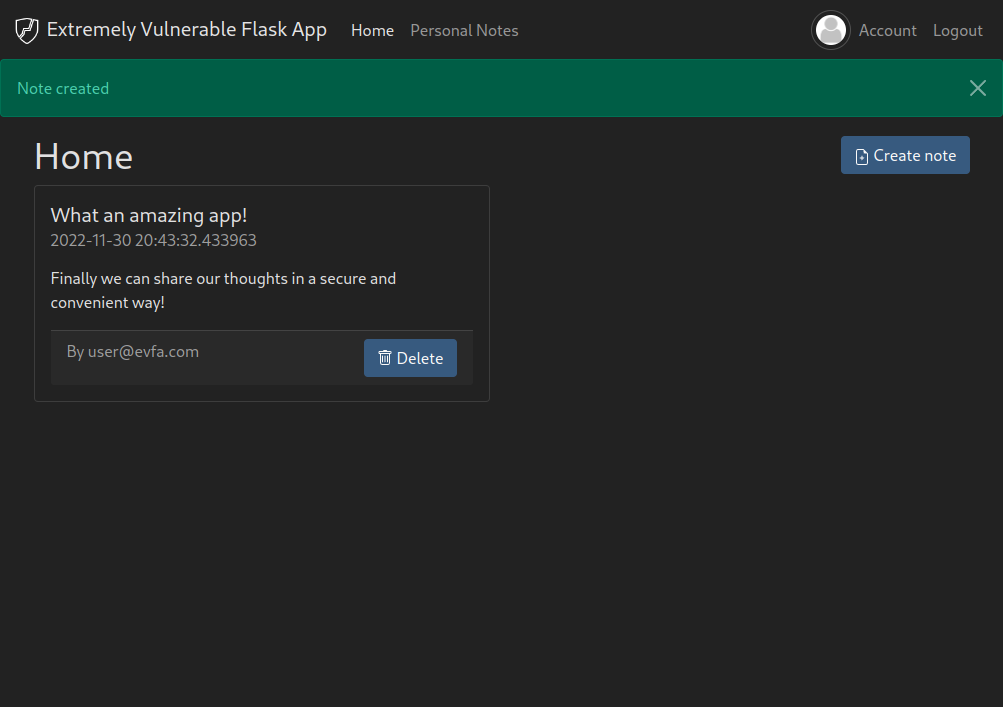 Extremely Vulnerable Flask App Home Personal Notes Account Logout
Note created
Home
Create note
What an amazing app!
2022-11-30 20:43:32.433963
Finally we can share our thoughts in a secure and
convenient way!
By user@evfa.com
Delete